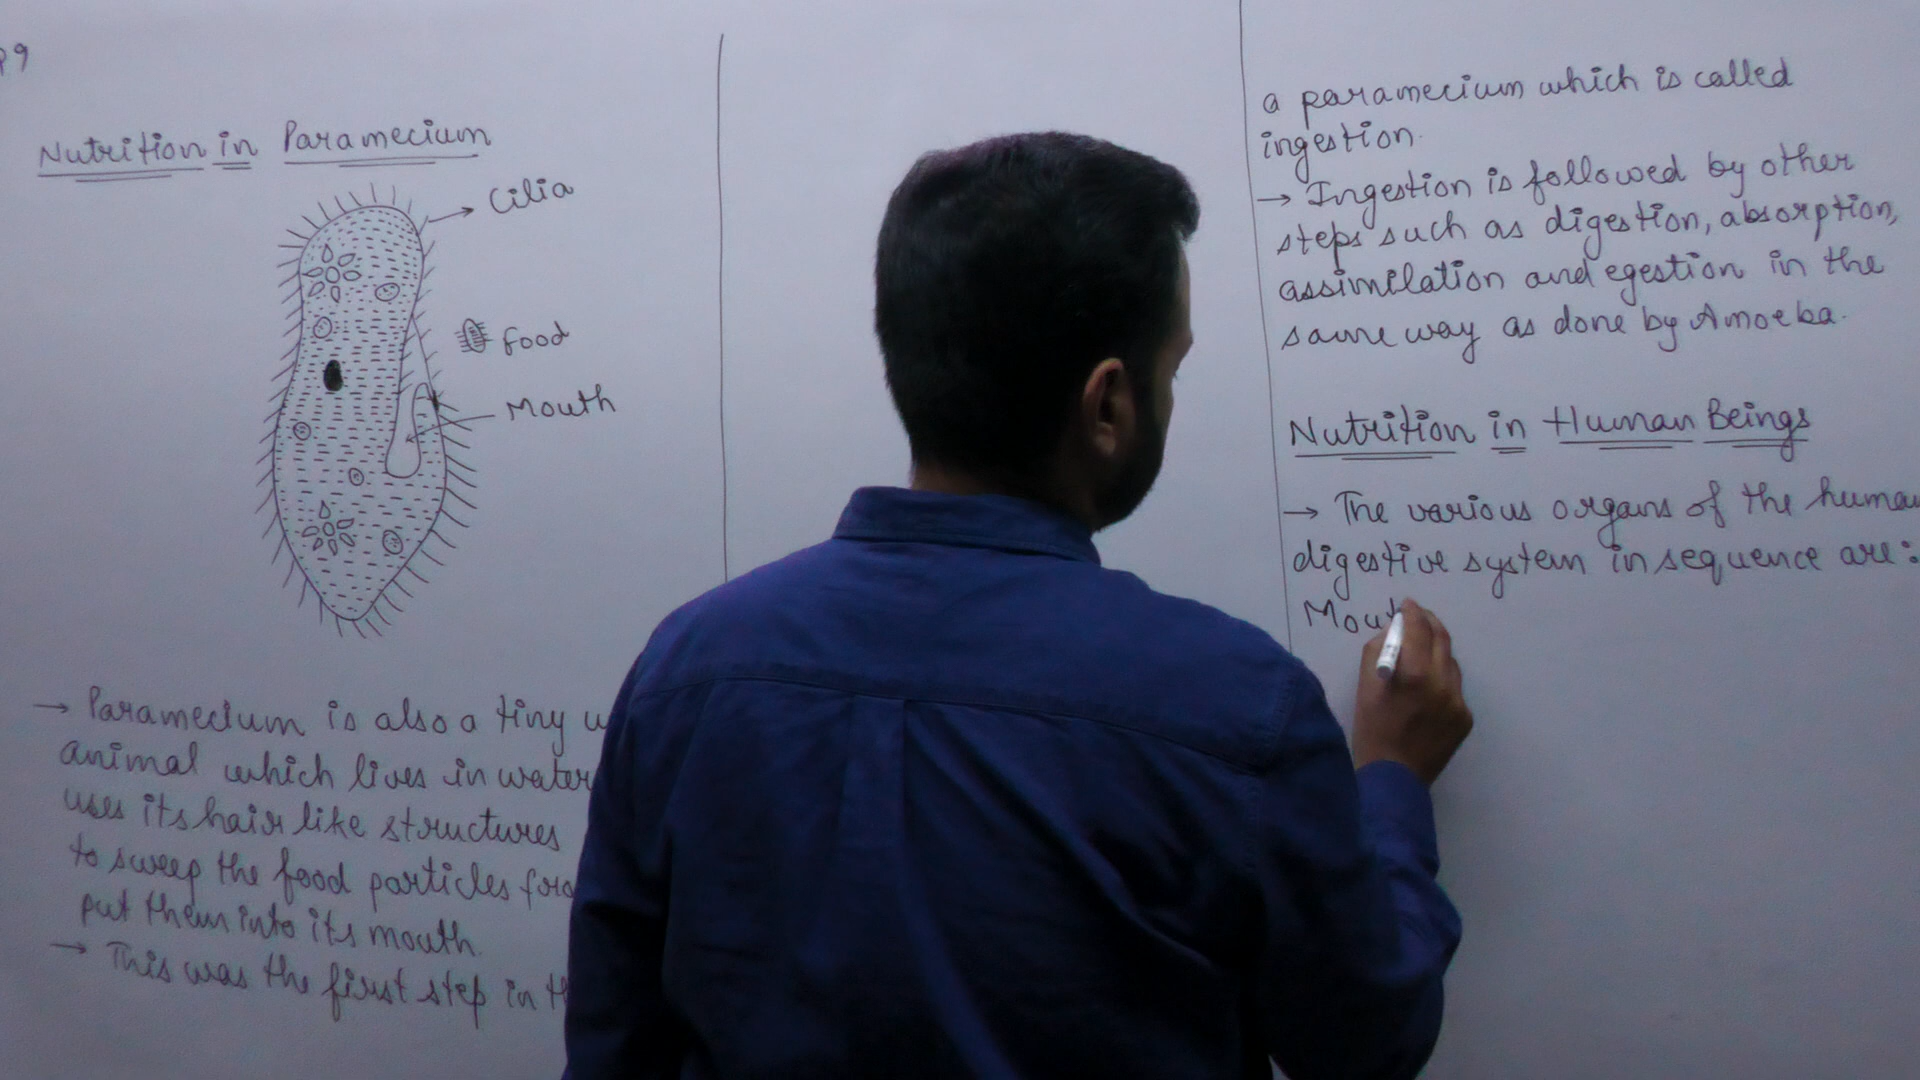 P9
Nutrition in Paramecium
Cilia
food
Mouth
→ Paramecium is also a tiny
animal which lives in water
uses its hair like structures
to sweep the food particles
put them into its mouth.
→ This was the first step in
a paramecium which is called
ingestion.
→ Ingestion is followed by other
steps such as digestion, absorption,
assimilation and egestion in the
same way as done by Amoeba.
Nutrition in Human Beings
→ The various organs of the human
digestive system in sequence are:
Mout